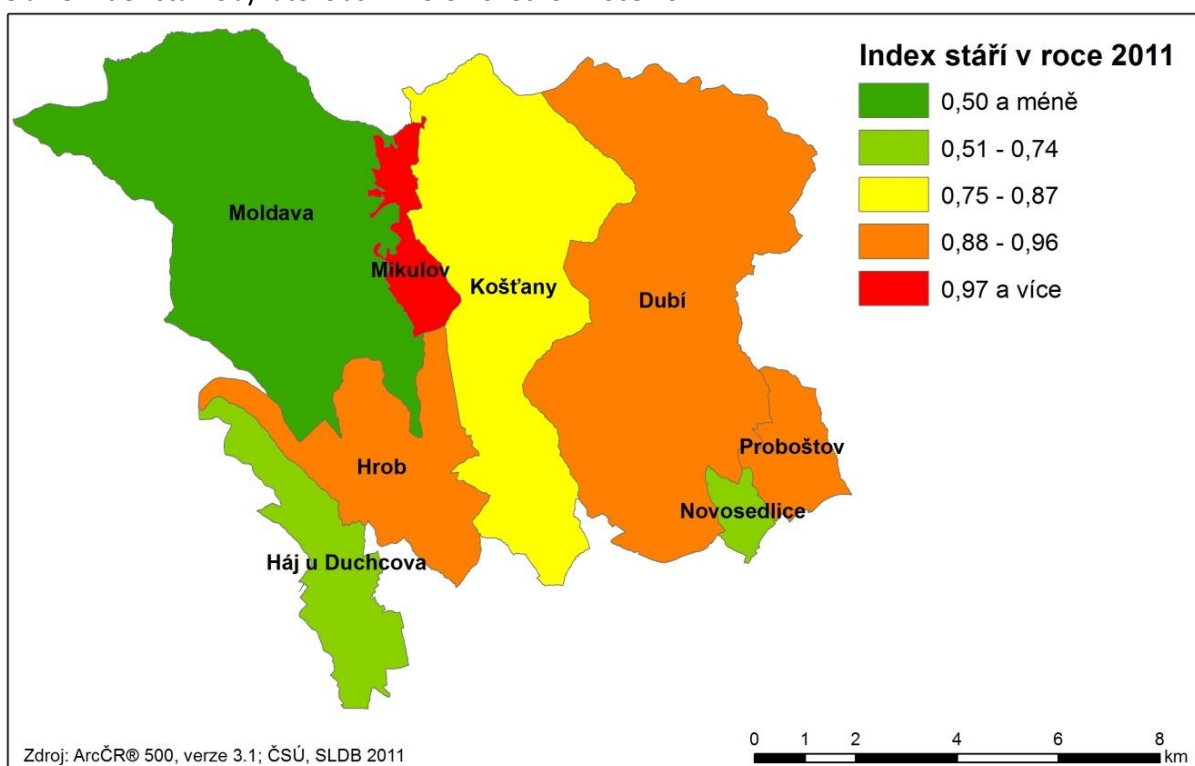 Index stáří v roce 2011
0,50 a méně
0,51 - 0,74
0,75 - 0,87
0,88 - 0,96
0,97 a více
Moldava
Mikulov
Košťany
Dubí
Proboštov
Hrob
Novosedlice
Háj u Duchcova
Zdroj: ArcČR® 500, verze 3.1; ČSÚ, SLDB 2011
0 1 2 4 6 8
km